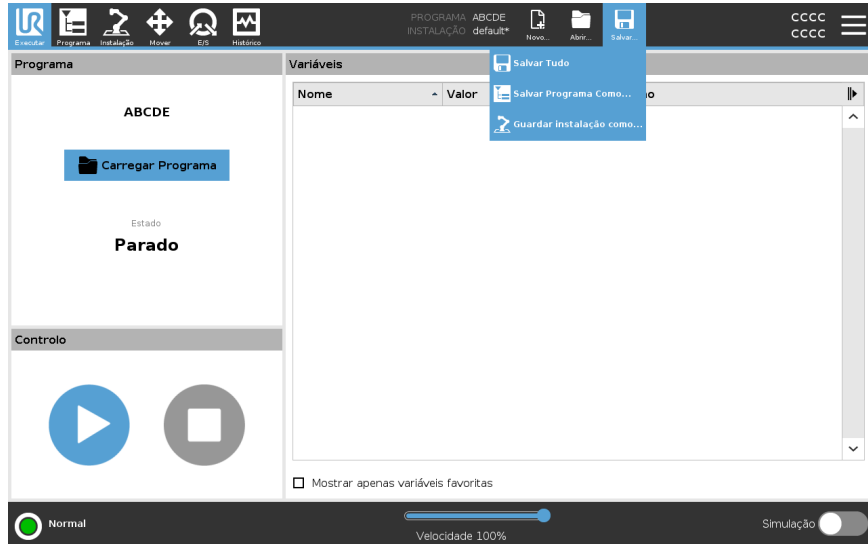 UR
Executar Programa Instalação Mover E/S Histórico
PROGRAMA ABCDE
INSTALAÇÃO default*
Novo... Abrir... Salvar...
cccc
cccc
Programa
Variáveis
Salvar Tudo
Salvar Programa Como...
Guardar instalação como...
Nome Valor
ABCDE
Carregar Programa
Estado
Parado
Controlo
Mostrar apenas variáveis favoritas
Normal
Velocidade 100%
Simulação